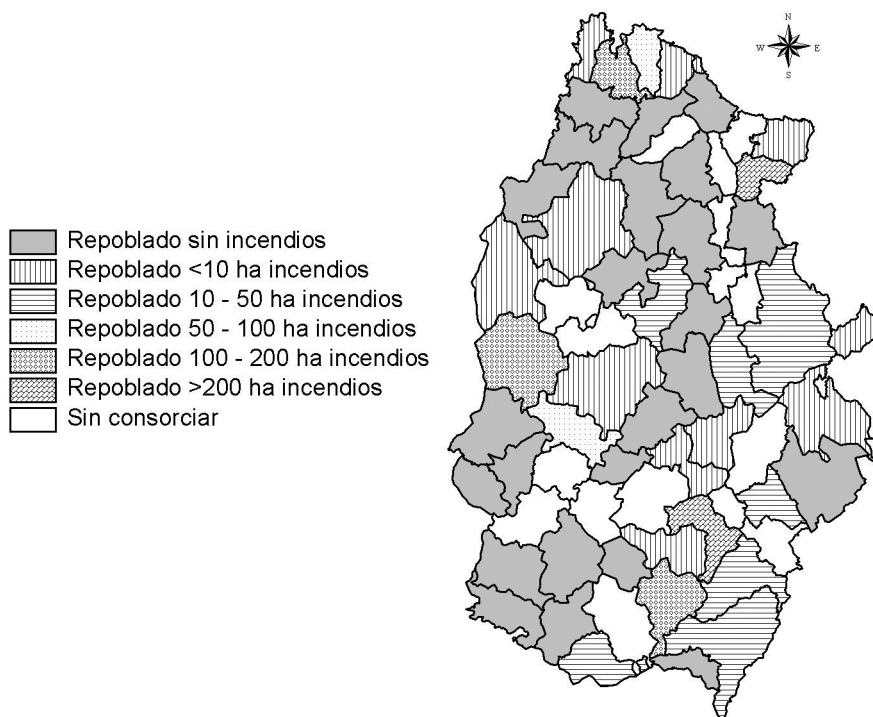 N
W E
S
Repoblado sin incendios
Repoblado <10 ha incendios
Repoblado 10 - 50 ha incendios
Repoblado 50 - 100 ha incendios
Repoblado 100 - 200 ha incendios
Repoblado >200 ha incendios
Sin consorciar